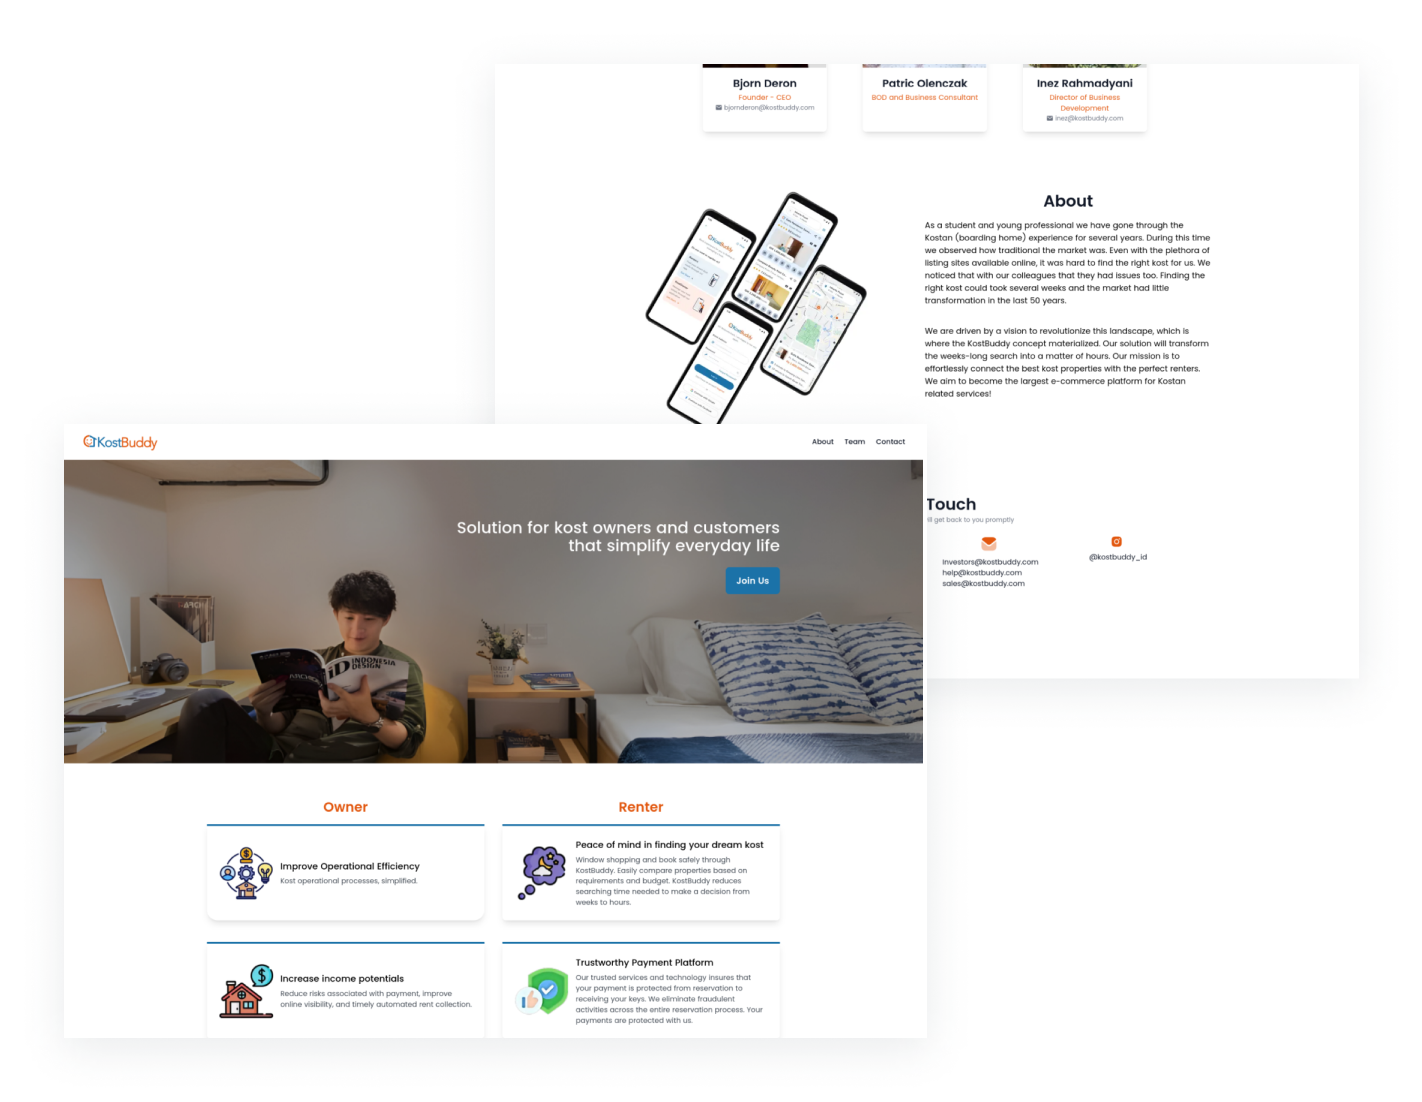 Bjorn Deron
Founder - CEO
bjornderon@kostbuddy.com
Patric Olenczak
BOD and Business Consultant
Inez Rahmadyani
Director of Business
Development
inez@kostbuddy.com
KostBuddy
KostBuddy
About
As a student and young professional we have gone through the
Kostan (boarding home) experience for several years. During this time
we observed how traditional the market was. Even with the plethora of
listing sites available online, it was hard to find the right kost for us. We
noticed that with our colleagues that they had issues too. Finding the
right kost could took several weeks and the market had little
transformation in the last 50 years.
We are driven by a vision to revolutionize this landscape, which is
where the KostBuddy concept materialized. Our solution will transform
the weeks-long search into a matter of hours. Our mission is to
effortlessly connect the best kost properties with the perfect renters.
We aim to become the largest e-commerce platform for Kostan
related services!
Touch
ill get back to you promptly
investors@kostbuddy.com
help@kostbuddy.com
sales@kostbuddy.com
@kostbuddy_id
KostBuddy
About Team Contact
Solution for kost owners and customers
that simplify everyday life
Join Us
INDONESIA
DESIGN
Owner
Improve Operational Efficiency
Kost operational processes, simplified.
Increase income potentials
Reduce risks associated with payment, improve
online visibility, and timely automated rent collection.
Renter
Peace of mind in finding your dream kost
Window shopping and book safely through
KostBuddy. Easily compare properties based on
requirements and budget. KostBuddy reduces
searching time needed to make a decision from
weeks to hours.
Trustworthy Payment Platform
Our trusted services and technology insures that
your payment is protected from reservation to
receiving your keys. We eliminate fraudulent
activities across the entire reservation process. Your
payments are protected with us.